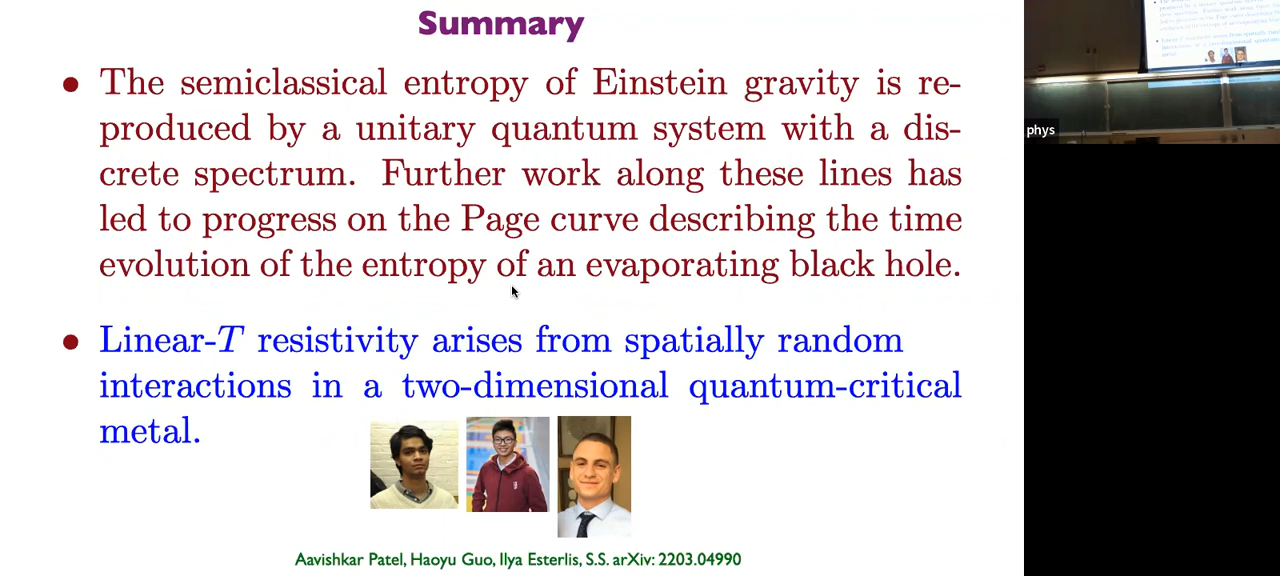 Summary
• The semiclassical entropy of Einstein gravity is re-
produced by a unitary quantum system with a dis-
crete spectrum. Further work along these lines has
led to progress on the Page curve describing the time
evolution of the entropy of an evaporating black hole.
• Linear-T resistivity arises from spatially random
interactions in a two-dimensional quantum-critical
metal.
Aavishkar Patel, Haoyu Guo, Ilya Esterlis, S.S. arXiv: 2203.04990
phys